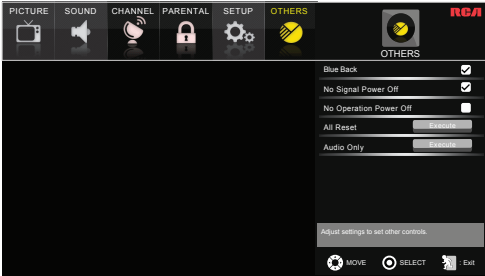 PICTURE SOUND CHANNEL PARENTAL SETUP OTHERS
RCA
OTHERS
Blue Back
No Signal Power Off
No Operation Power Off
All Reset Execute
Audio Only Execute
Adjust settings to set other controls.
MOVE SELECT : Exit